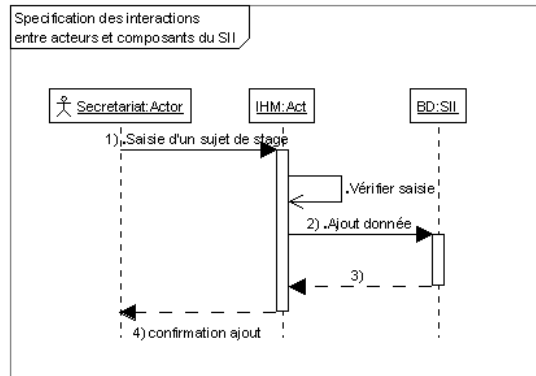 Specification des interactions
entre acteurs et composants du SII
Secretariat:Actor
IHM:Act
BD:SII
1) .Saisie d'un sujet de stage
.Vérifier saisie
2) .Ajout donnée
3)
4) confirmation ajout